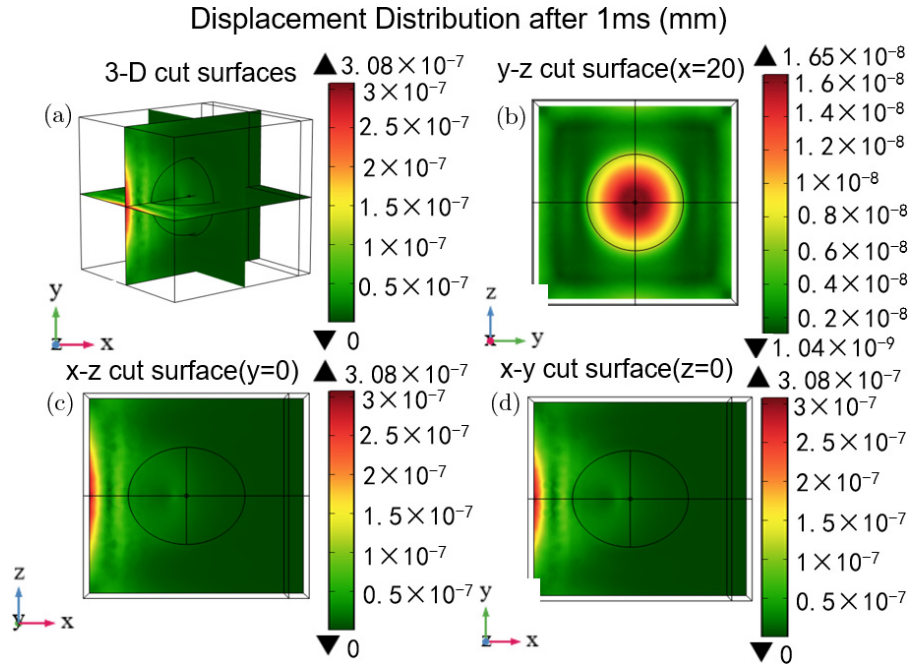 Displacement Distribution after 1ms (mm)
3-D cut surfaces
▲ 3.08×10⁻⁷
(a)
3×10⁻⁷
2.5×10⁻⁷
2×10⁻⁷
1.5×10⁻⁷
1×10⁻⁷
0.5×10⁻⁷
▼ 0
y
z
x
y-z cut surface(x=20)
▲ 1.65×10⁻⁸
(b)
1.6×10⁻⁸
1.4×10⁻⁸
1.2×10⁻⁸
1×10⁻⁸
0.8×10⁻⁸
0.6×10⁻⁸
0.4×10⁻⁸
0.2×10⁻⁸
▼ 1.04×10⁻⁹
z
x
y
x-z cut surface(y=0)
▲ 3.08×10⁻⁷
(c)
3×10⁻⁷
2.5×10⁻⁷
2×10⁻⁷
1.5×10⁻⁷
1×10⁻⁷
0.5×10⁻⁷
▼ 0
z
y
x
x-y cut surface(z=0)
▲ 3.08×10⁻⁷
(d)
3×10⁻⁷
2.5×10⁻⁷
2×10⁻⁷
1.5×10⁻⁷
1×10⁻⁷
0.5×10⁻⁷
▼ 0
y
z
x